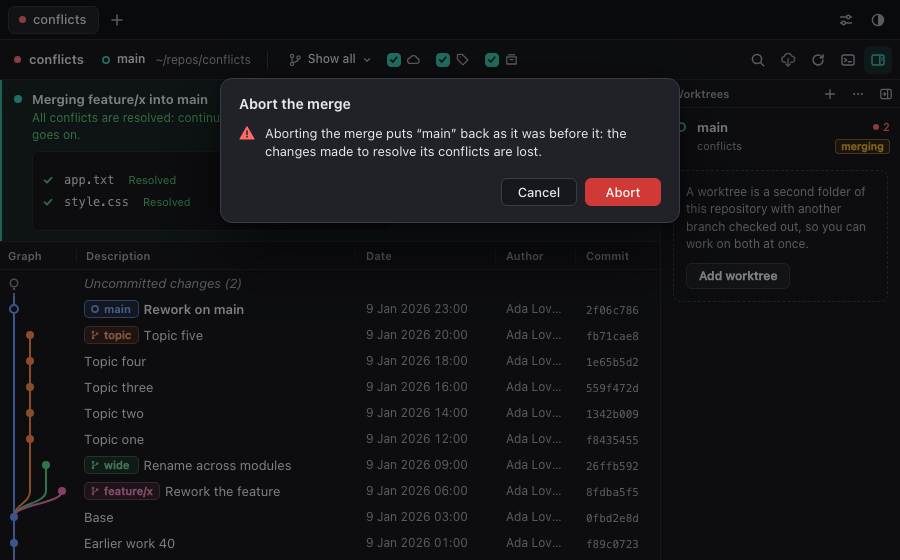 conflicts
conflicts main ~/repos/conflicts Show all
Merging feature/x into main
All conflicts are resolved: continu
goes on.
app.txt Resolved
style.css Resolved
Abort the merge
Aborting the merge puts “main” back as it was before it: the
changes made to resolve its conflicts are lost.
Cancel Abort
Worktrees
main 2
conflicts merging
A worktree is a second folder of
this repository with another
branch checked out, so you can
work on both at once.
Add worktree
Graph Description Date Author Commit
Uncommitted changes (2)
main Rework on main 9 Jan 2026 23:00 Ada Lov… 2f06c786
topic Topic five 9 Jan 2026 20:00 Ada Lov… fb71cae8
Topic four 9 Jan 2026 18:00 Ada Lov… 1e65b5d2
Topic three 9 Jan 2026 16:00 Ada Lov… 559f472d
Topic two 9 Jan 2026 14:00 Ada Lov… 1342b009
Topic one 9 Jan 2026 12:00 Ada Lov… f8435455
wide Rename across modules 9 Jan 2026 09:00 Ada Lov… 26ffb592
feature/x Rework the feature 9 Jan 2026 06:00 Ada Lov… 8fdba5f5
Base 9 Jan 2026 03:00 Ada Lov… 0fbd2e8d
Earlier work 40 9 Jan 2026 01:00 Ada Lov… f89c0723